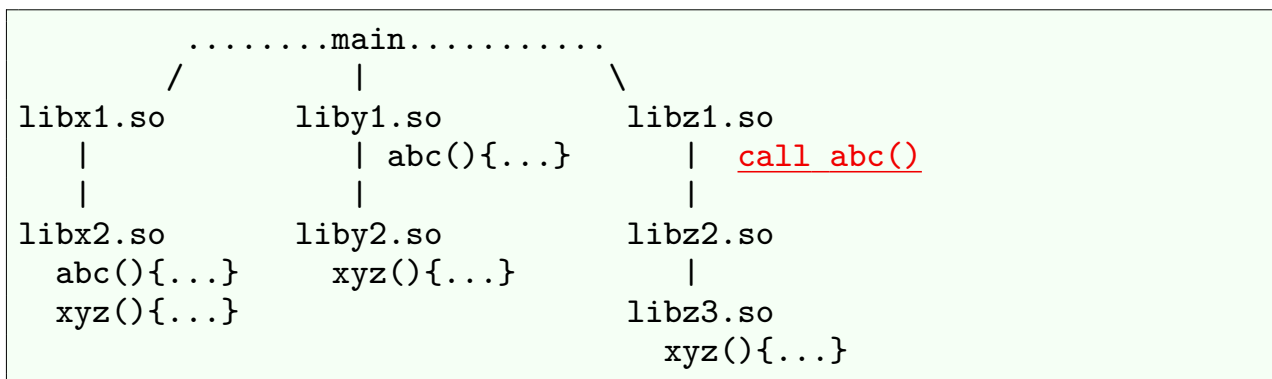 ........main...........
/ | \
libx1.so liby1.so libz1.so
| | abc(){...} | call abc()
| | |
libx2.so liby2.so libz2.so
abc(){...} xyz(){...} |
xyz(){...} libz3.so
xyz(){...}